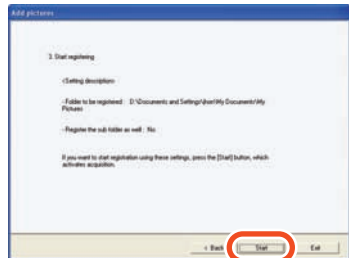 Add pictures
3. Start registering
<Setting description>
- Folder to be registered : D:\Documents and Settings\jhon\My Documents\My
Pictures
- Register the sub folder as well : No
If you want to start registration using these settings, press the [Start] button, which
activates acquisition.
< Back Start Exit